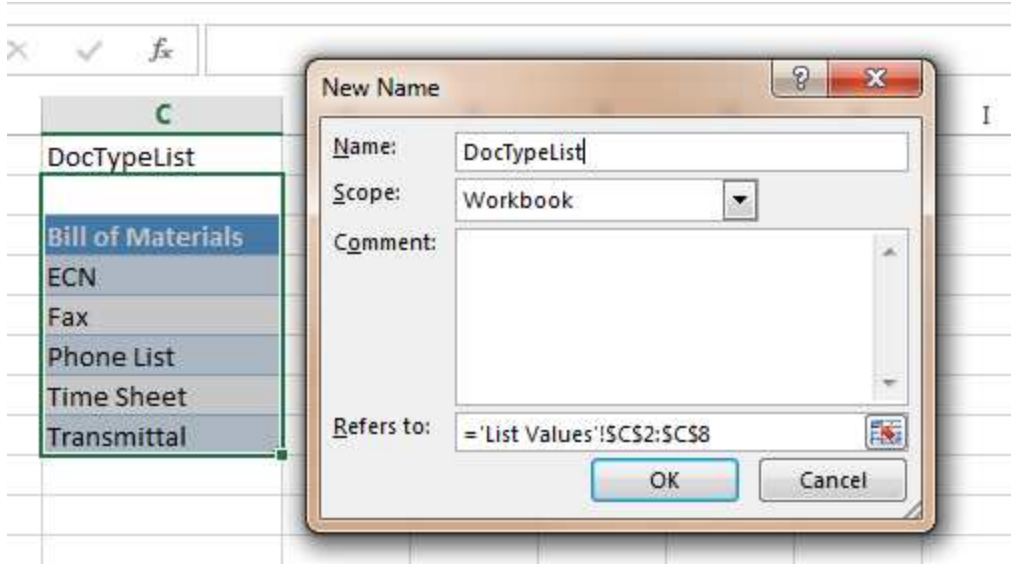 fx
C
I
DocTypeList
Bill of Materials
ECN
Fax
Phone List
Time Sheet
Transmittal
New Name
?
Name:
DocTypeList
Scope:
Workbook
Comment:
Refers to:
='List Values'!$C$2:$C$8
OK
Cancel